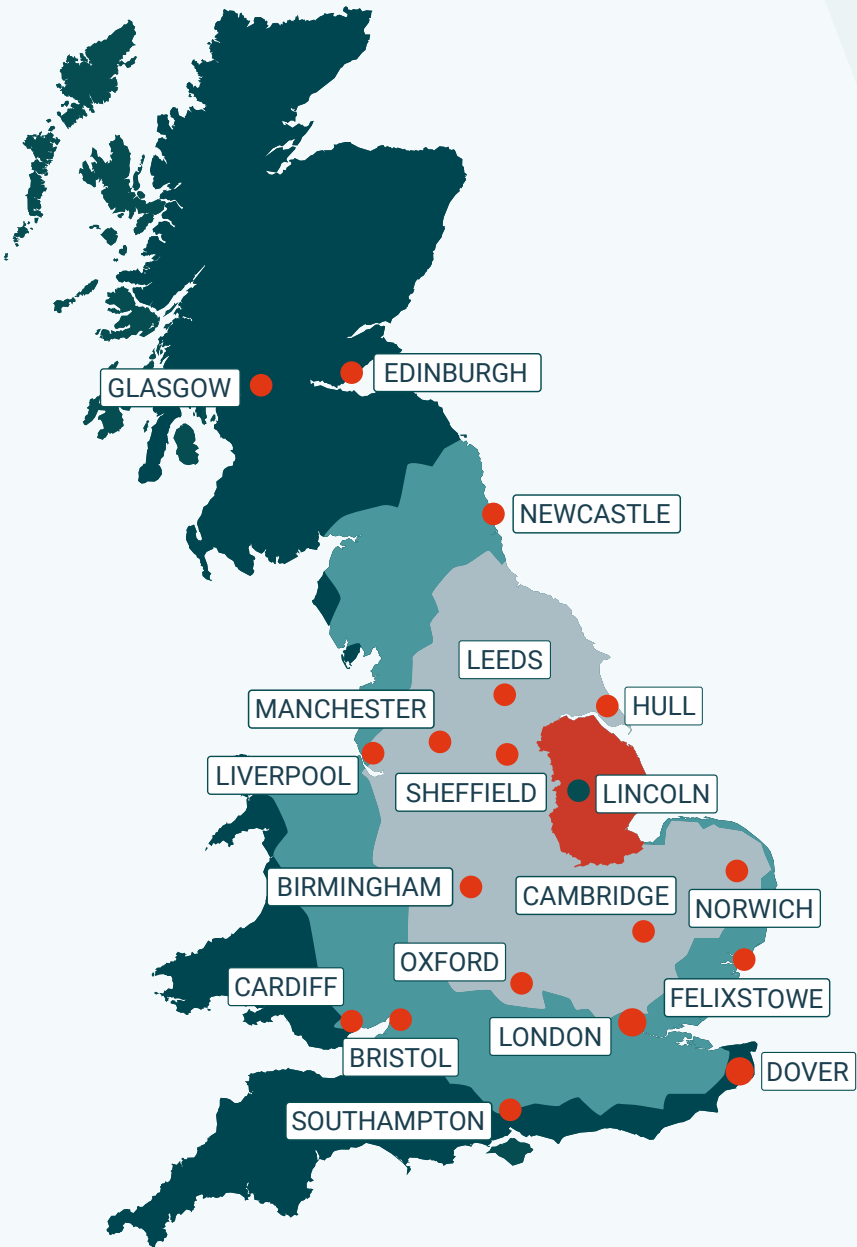 EDINBURGH
GLASGOW
NEWCASTLE
LEEDS
HULL
MANCHESTER
LIVERPOOL
SHEFFIELD
LINCOLN
BIRMINGHAM
CAMBRIDGE
NORWICH
OXFORD
CARDIFF
FELIXSTOWE
LONDON
BRISTOL
DOVER
SOUTHAMPTON